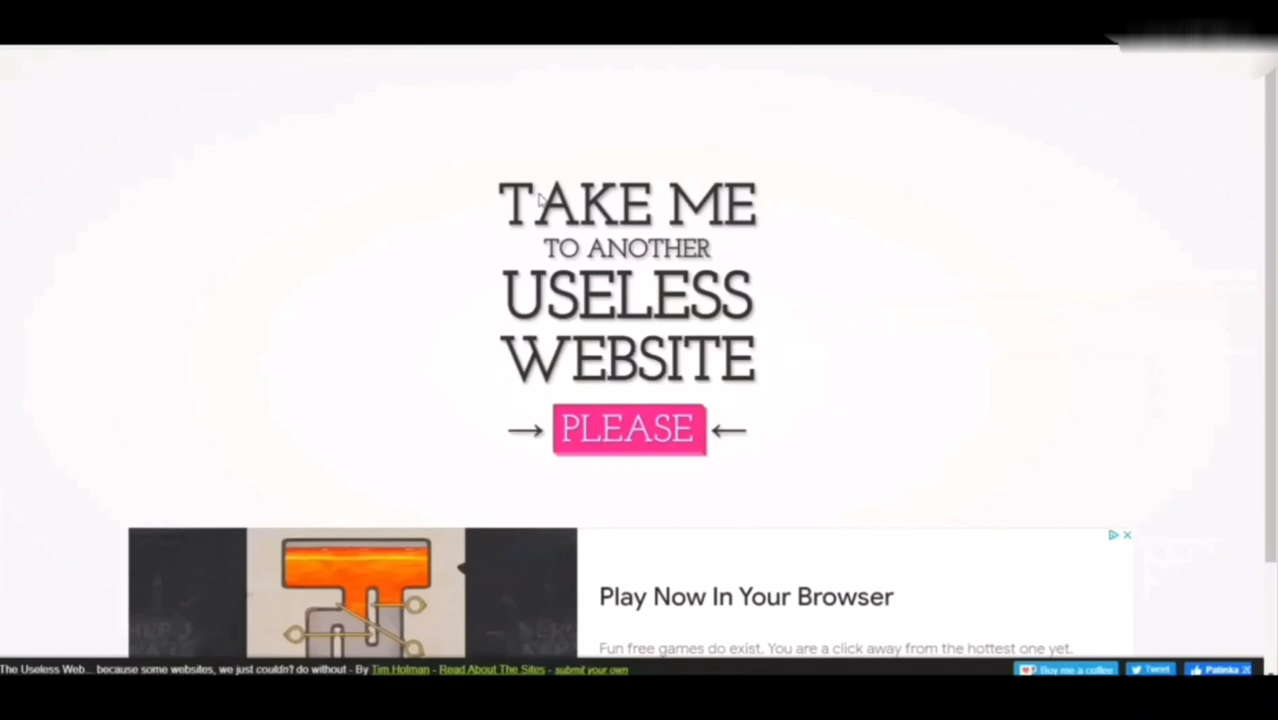 TAKE ME
TO ANOTHER
USELESS
WEBSITE
→ PLEASE ←
Play Now In Your Browser
Fun free games do exist. You are a click away from the hottest one yet.
The Useless Web... because some websites, we just couldn't do without - By Tim Holman - Read About The Sites - submit your own
Buy me a coffee
Tweet
Patinka